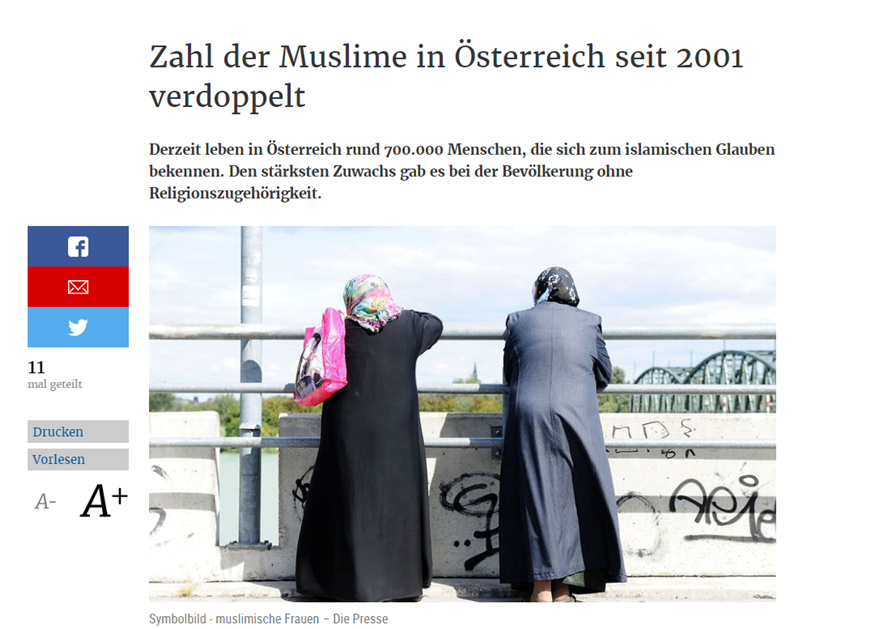 Zahl der Muslime in Österreich seit 2001
verdoppelt
Derzeit leben in Österreich rund 700.000 Menschen, die sich zum islamischen Glauben
bekennen. Den stärksten Zuwachs gab es bei der Bevölkerung ohne
Religionszugehörigkeit.
11
mal geteilt
Drucken
Vorlesen
A- A+
Symbolbild - muslimische Frauen – Die Presse